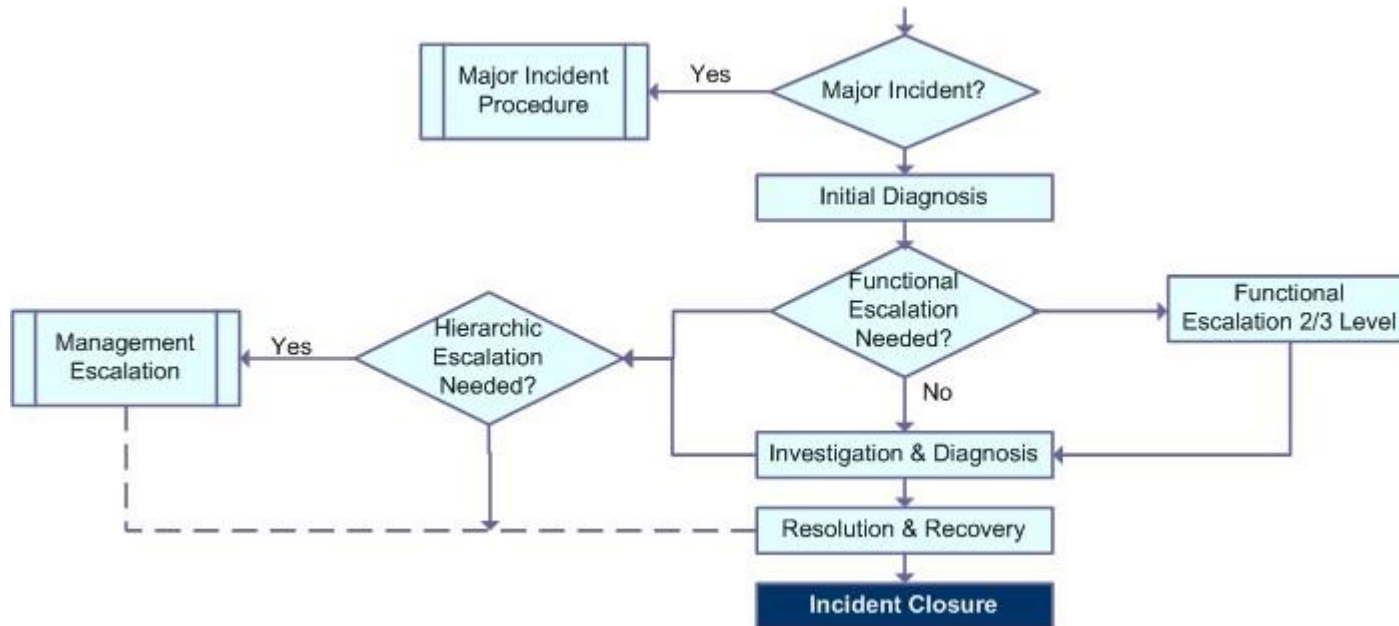 Major Incident
Procedure
Yes
Major Incident?
Initial Diagnosis
Functional
Escalation
Needed?
Functional
Escalation 2/3 Level
Hierarchic
Escalation
Needed?
Yes
Management
Escalation
No
Investigation & Diagnosis
Resolution & Recovery
Incident Closure